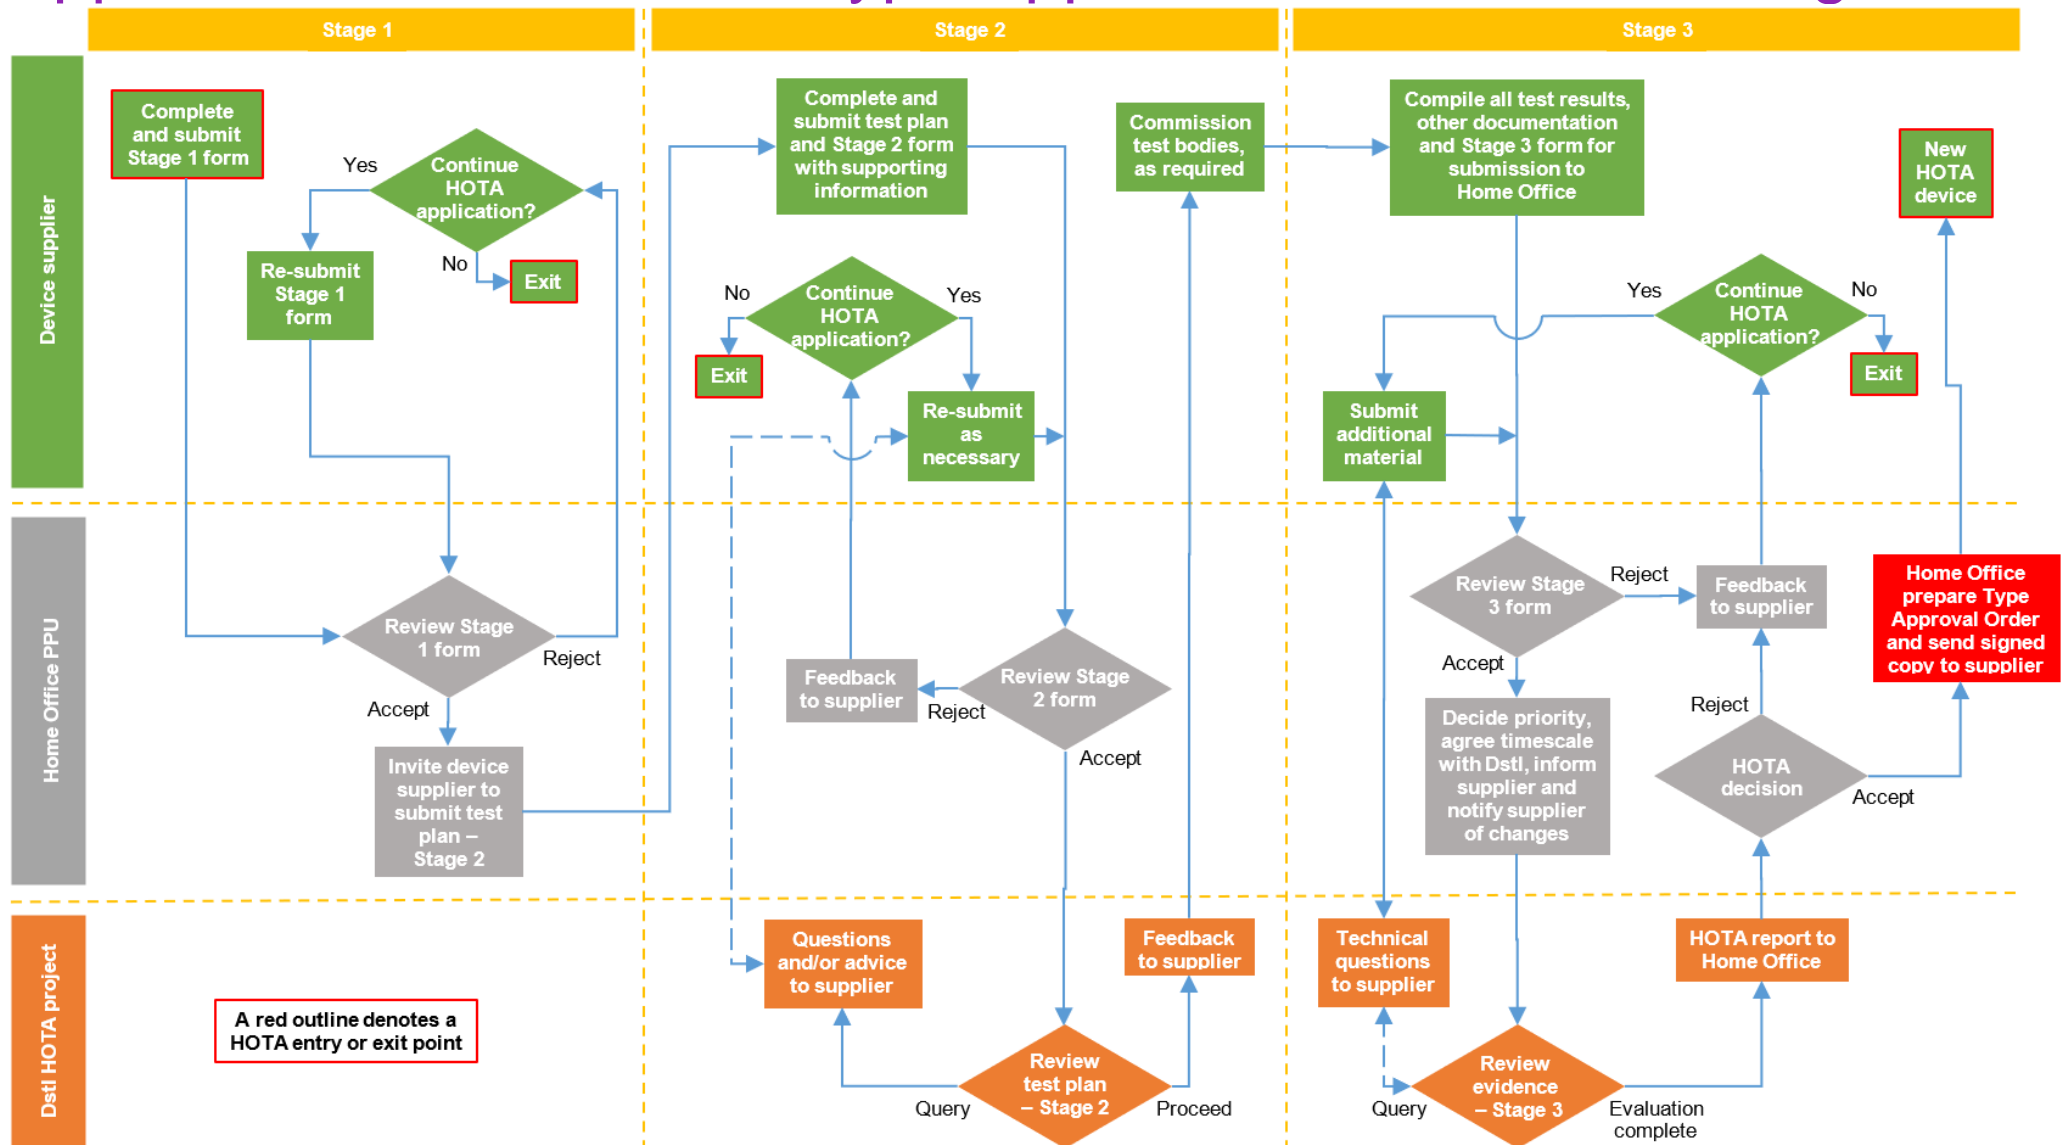 Stage 1
Stage 2
Stage 3
Device supplier
Complete
and submit
Stage 1 form
Yes
Continue
HOTA
application?
No
Exit
Re-submit
Stage 1
form
Complete and
submit test plan
and Stage 2 form
with supporting
information
Commission
test bodies,
as required
No
Continue
HOTA
application?
Yes
Exit
Re-submit
as
necessary
Compile all test results,
other documentation
and Stage 3 form for
submission to
Home Office
New
HOTA
device
Yes
Continue
HOTA
application?
No
Exit
Submit
additional
material
Home Office PPU
Review Stage
1 form
Reject
Accept
Invite device
supplier to
submit test
plan –
Stage 2
Feedback
to supplier
Reject
Review Stage
2 form
Accept
Review Stage
3 form
Reject
Feedback
to supplier
Accept
Decide priority,
agree timescale
with Dstl, inform
supplier and
notify supplier
of changes
Reject
HOTA
decision
Accept
Home Office
prepare Type
Approval Order
and send signed
copy to supplier
Dstl HOTA project
A red outline denotes a
HOTA entry or exit point
Questions
and/or advice
to supplier
Feedback
to supplier
Query
Review
test plan
– Stage 2
Proceed
Technical
questions
to supplier
HOTA report to
Home Office
Query
Review
evidence
– Stage 3
Evaluation
complete